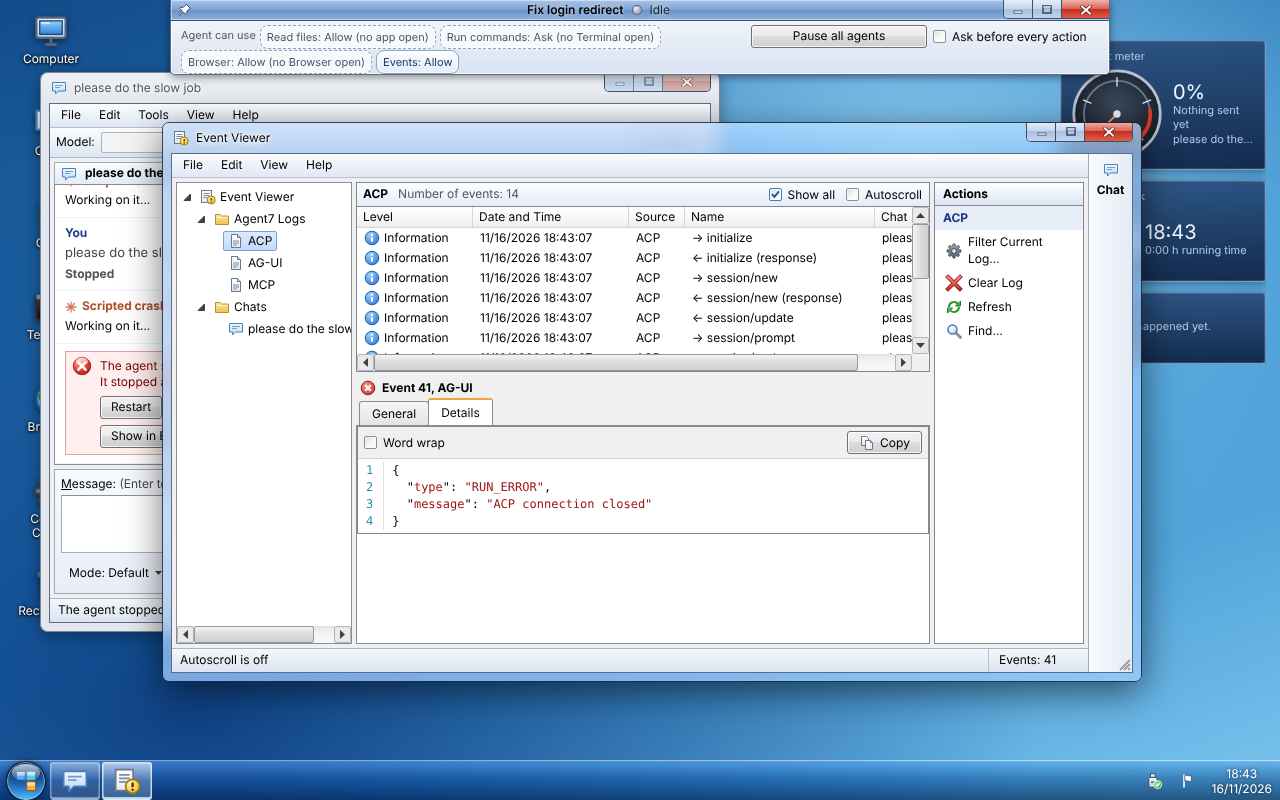 Fix login redirect Idle
Agent can use Read files: Allow (no app open) Run commands: Ask (no Terminal open)
Browser: Allow (no Browser open) Events: Allow
Pause all agents Ask before every action
Computer
please do the slow job
File Edit Tools View Help
Model:
please do the
Working on it...
You
please do the sl
Stopped
Scripted cras
Working on it...
The agent s
It stopped a
Restart
Show in E
Message: (Enter to
Mode: Default
The agent stopped
meter
0%
Nothing sent
yet
please do the...
18:43
0:00 h running time
appened yet.
Event Viewer
File Edit View Help
Event Viewer
Agent7 Logs
ACP
AG-UI
MCP
Chats
please do the slow
ACP Number of events: 14 Show all Autoscroll
Level Date and Time Source Name Chat
Information 11/16/2026 18:43:07 ACP → initialize pleas
Information 11/16/2026 18:43:07 ACP ← initialize (response) pleas
Information 11/16/2026 18:43:07 ACP → session/new pleas
Information 11/16/2026 18:43:07 ACP ← session/new (response) pleas
Information 11/16/2026 18:43:07 ACP ← session/update pleas
Information 11/16/2026 18:43:07 ACP → session/prompt pleas
Event 41, AG-UI
General Details
Word wrap Copy
1 {
2 "type": "RUN_ERROR",
3 "message": "ACP connection closed"
4 }
Actions
ACP
Filter Current
Log...
Clear Log
Refresh
Find...
Chat
Autoscroll is off Events: 41
18:43
16/11/2026